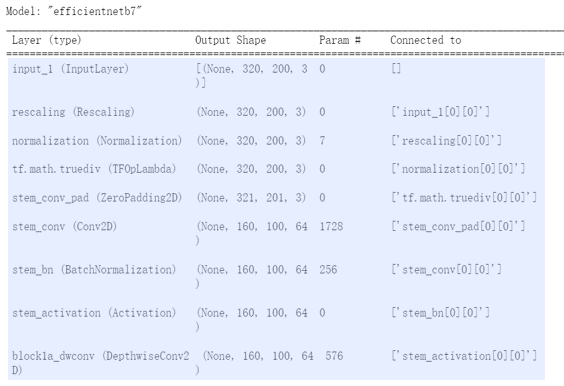 Model: "efficientnetb7"
Layer (type) Output Shape Param # Connected to
input_1 (InputLayer) [(None, 320, 200, 3 0 []
)]
rescaling (Rescaling) (None, 320, 200, 3) 0 ['input_1[0][0]']
normalization (Normalization) (None, 320, 200, 3) 7 ['rescaling[0][0]']
tf.math.truediv (TFOpLambda) (None, 320, 200, 3) 0 ['normalization[0][0]']
stem_conv_pad (ZeroPadding2D) (None, 321, 201, 3) 0 ['tf.math.truediv[0][0]']
stem_conv (Conv2D) (None, 160, 100, 64 1728 ['stem_conv_pad[0][0]']
)
stem_bn (BatchNormalization) (None, 160, 100, 64 256 ['stem_conv[0][0]']
)
stem_activation (Activation) (None, 160, 100, 64 0 ['stem_bn[0][0]']
)
block1a_dwconv (DepthwiseConv2 (None, 160, 100, 64 576 ['stem_activation[0][0]']
D) )